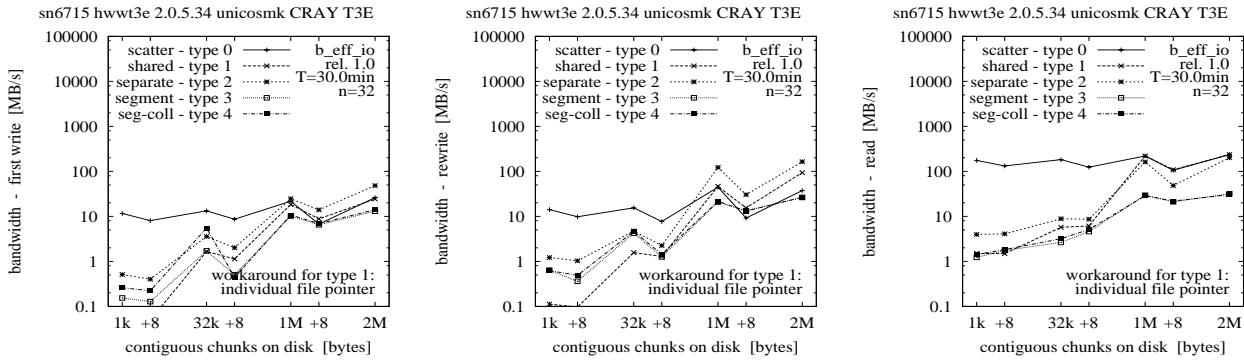 sn6715 hwwt3e 2.0.5.34 unicosmk CRAY T3E
100000
10000
1000
100
10
1
0.1
bandwidth - first write [MB/s]
scatter - type 0
shared - type 1
separate - type 2
segment - type 3
seg-coll - type 4
b_eff_io
rel. 1.0
T=30.0min
n=32
workaround for type 1:
individual file pointer
1k +8 32k +8 1M +8 2M
contiguous chunks on disk [bytes]
sn6715 hwwt3e 2.0.5.34 unicosmk CRAY T3E
100000
10000
1000
100
10
1
0.1
bandwidth - rewrite [MB/s]
scatter - type 0
shared - type 1
separate - type 2
segment - type 3
seg-coll - type 4
b_eff_io
rel. 1.0
T=30.0min
n=32
workaround for type 1:
individual file pointer
1k +8 32k +8 1M +8 2M
contiguous chunks on disk [bytes]
sn6715 hwwt3e 2.0.5.34 unicosmk CRAY T3E
100000
10000
1000
100
10
1
0.1
bandwidth - read [MB/s]
scatter - type 0
shared - type 1
separate - type 2
segment - type 3
seg-coll - type 4
b_eff_io
rel. 1.0
T=30.0min
n=32
workaround for type 1:
individual file pointer
1k +8 32k +8 1M +8 2M
contiguous chunks on disk [bytes]